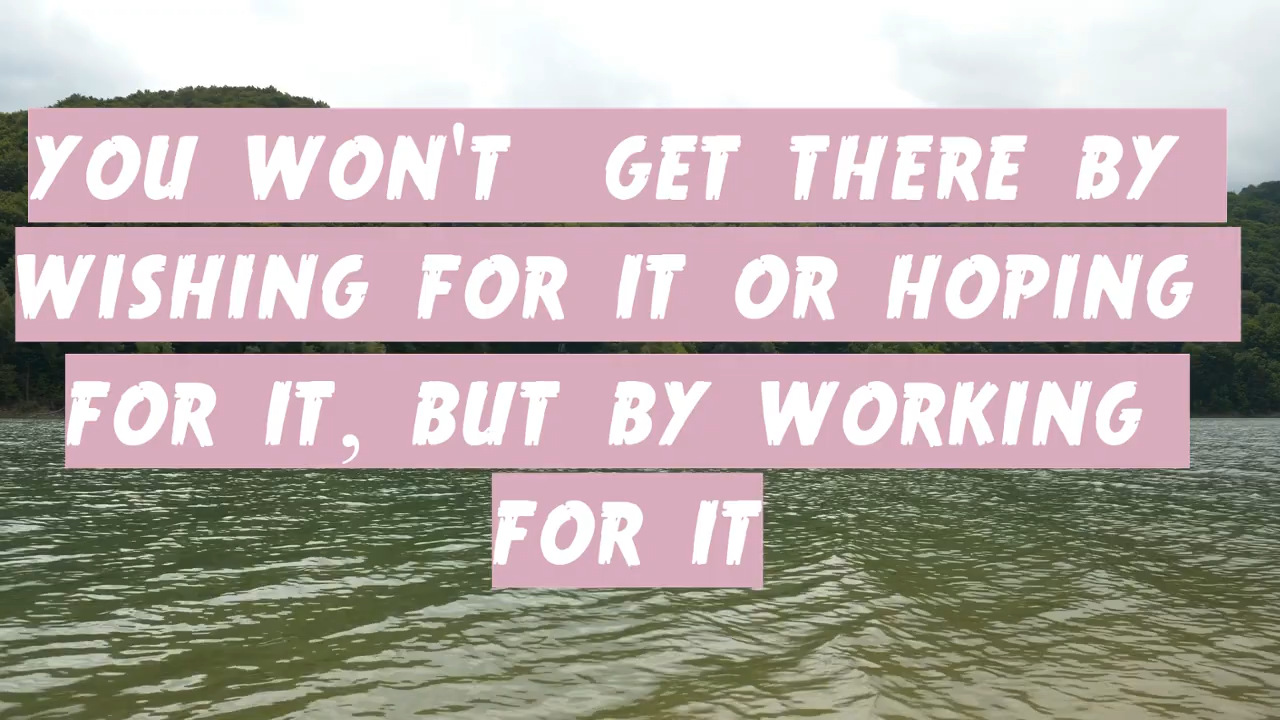 YOU WON'T GET THERE BY
WISHING FOR IT OR HOPING
FOR IT, BUT BY WORKING
FOR IT